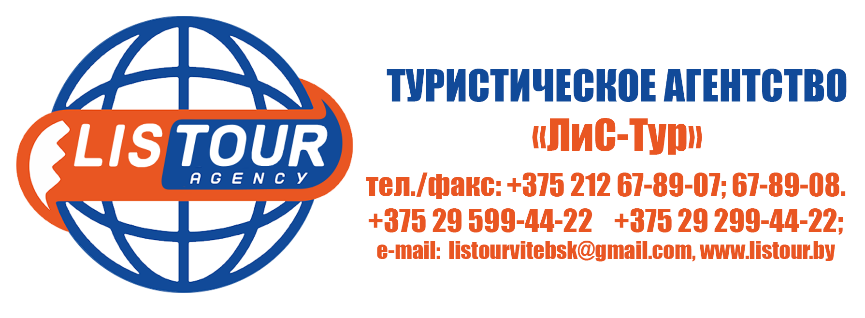 LISTOUR
AGENCY
ТУРИСТИЧЕСКОЕ АГЕНТСТВО
«ЛиС-Тур»
тел./факс: +375 212 67-89-07; 67-89-08.
+375 29 599-44-22 +375 29 299-44-22;
e-mail: listourvitebsk@gmail.com, www.listour.by